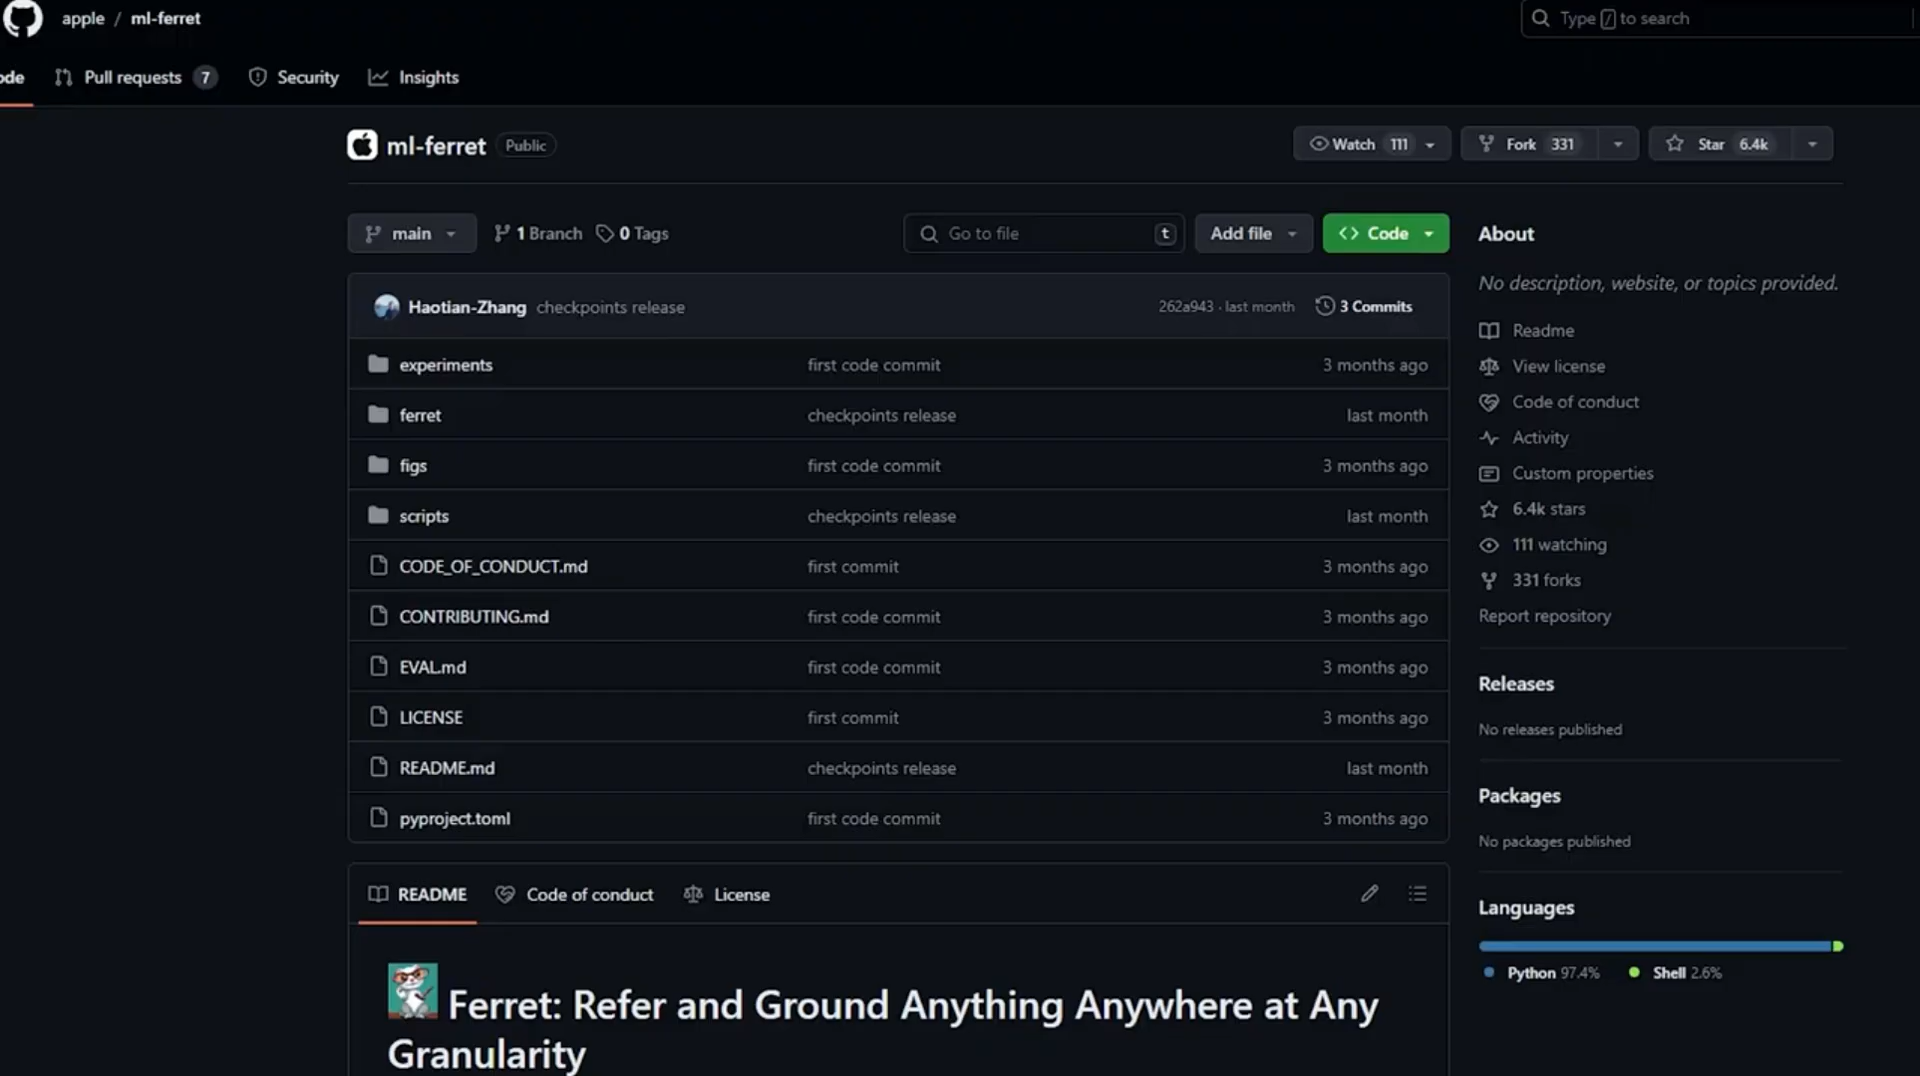 apple / ml-ferret
Type / to search
ode Pull requests 7 Security Insights
ml-ferret Public
Watch 111 Fork 331 Star 6.4k
main 1 Branch 0 Tags Go to file t Add file Code
Haotian-Zhang checkpoints release 262a943 · last month 3 Commits
experiments first code commit 3 months ago
ferret checkpoints release last month
figs first code commit 3 months ago
scripts checkpoints release last month
CODE_OF_CONDUCT.md first commit 3 months ago
CONTRIBUTING.md first code commit 3 months ago
EVAL.md first code commit 3 months ago
LICENSE first commit 3 months ago
README.md checkpoints release last month
pyproject.toml first code commit 3 months ago
README Code of conduct License
Ferret: Refer and Ground Anything Anywhere at Any
Granularity
About
No description, website, or topics provided.
Readme
View license
Code of conduct
Activity
Custom properties
6.4k stars
111 watching
331 forks
Report repository
Releases
No releases published
Packages
No packages published
Languages
Python 97.4% Shell 2.6%